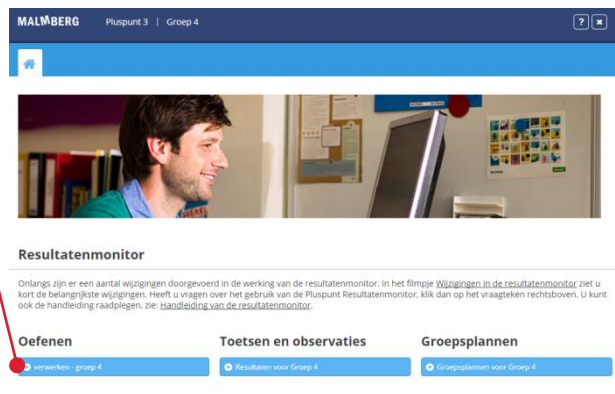 MALMBERG Pluspunt 3 | Groep 4 ? x
Resultatenmonitor
Onlangs zijn er een aantal wijzigingen doorgevoerd in de werking van de resultatenmonitor. In het filmpje Wijzigingen in de resultatenmonitor ziet u
kort de belangrijkste wijzigingen. Heeft u vragen over het gebruik van de Pluspunt Resultatenmonitor, klik dan op het vraagteken rechtsboven. U kunt
ook de handleiding raadplegen, zie: Handleiding van de resultatenmonitor.
Oefenen Toetsen en observaties Groepsplannen
verwerken - groep 4 Resultaten voor Groep 4 Groepsplannen voor Groep 4